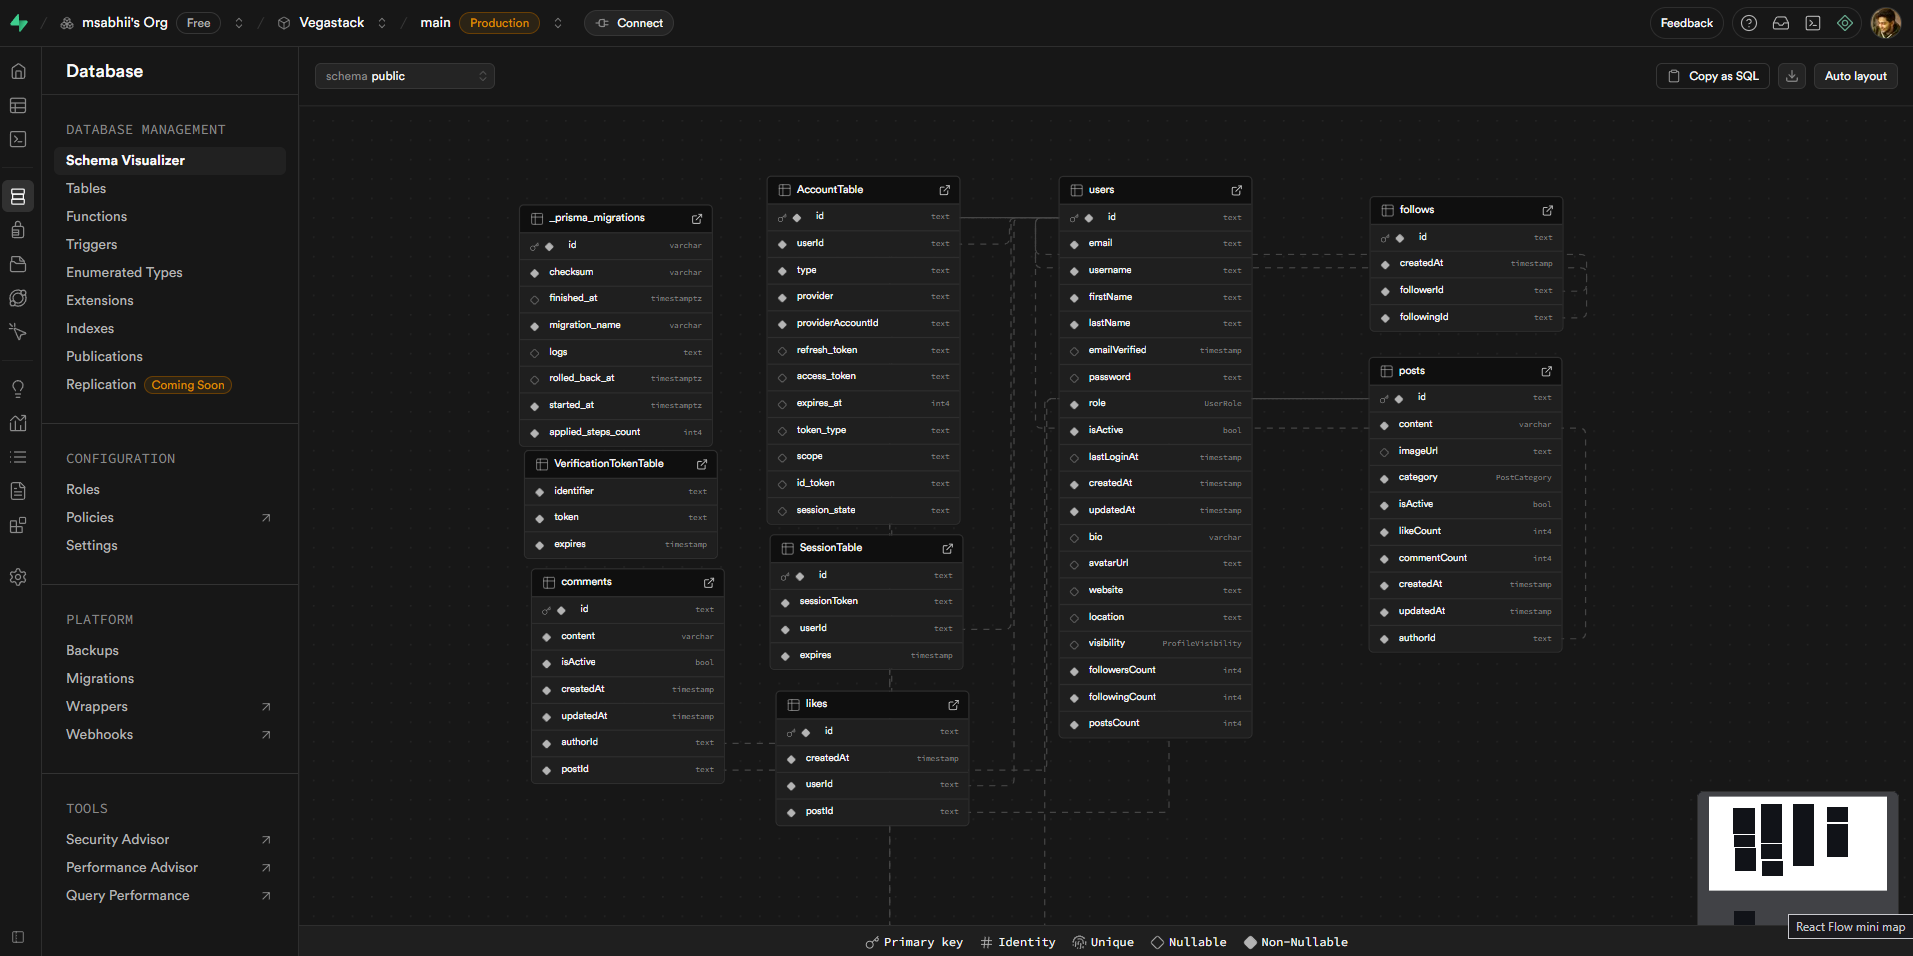 msabhii's Org Free Vegastack main Production Connect Feedback
Database
DATABASE MANAGEMENT
Schema Visualizer
Tables
Functions
Triggers
Enumerated Types
Extensions
Indexes
Publications
Replication Coming Soon
CONFIGURATION
Roles
Policies
Settings
PLATFORM
Backups
Migrations
Wrappers
Webhooks
TOOLS
Security Advisor
Performance Advisor
Query Performance
schema public
Copy as SQL Auto layout
_prisma_migrations
id varchar
checksum varchar
finished_at timestamptz
migration_name varchar
logs text
rolled_back_at timestamptz
started_at timestamptz
applied_steps_count int4
VerificationTokenTable
identifier text
token text
expires timestamp
comments
id text
content varchar
isActive bool
createdAt timestamp
updatedAt timestamp
authorId text
postId text
AccountTable
id text
userId text
type text
provider text
providerAccountId text
refresh_token text
access_token text
expires_at int4
token_type text
scope text
id_token text
session_state text
SessionTable
id text
sessionToken text
userId text
expires timestamp
likes
id text
createdAt timestamp
userId text
postId text
users
id text
email text
username text
firstName text
lastName text
emailVerified timestamp
password text
role UserRole
isActive bool
lastLoginAt timestamp
createdAt timestamp
updatedAt timestamp
bio varchar
avatarUrl text
website text
location text
visibility ProfileVisibility
followersCount int4
followingCount int4
postsCount int4
follows
id text
createdAt timestamp
followerId text
followingId text
posts
id text
content varchar
imageUrl text
category PostCategory
isActive bool
likeCount int4
commentCount int4
createdAt timestamp
updatedAt timestamp
authorId text
React Flow mini map
Primary key Identity Unique Nullable Non-Nullable